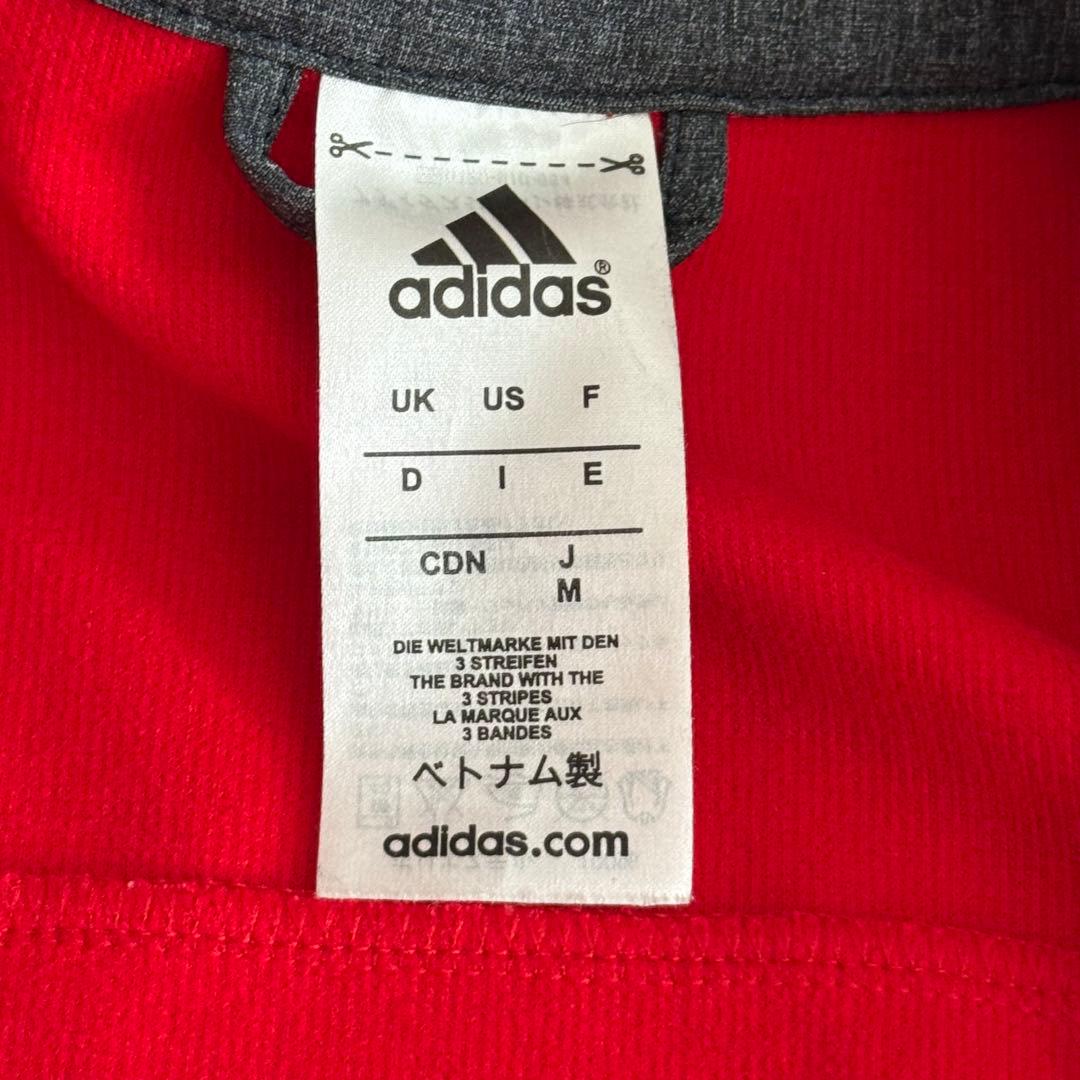 adidas®
UK US F
D I E
CDN J
M
DIE WELTMARKE MIT DEN
3 STREIFEN
THE BRAND WITH THE
3 STRIPES
LA MARQUE AUX
3 BANDES
ベトナム製
adidas.com